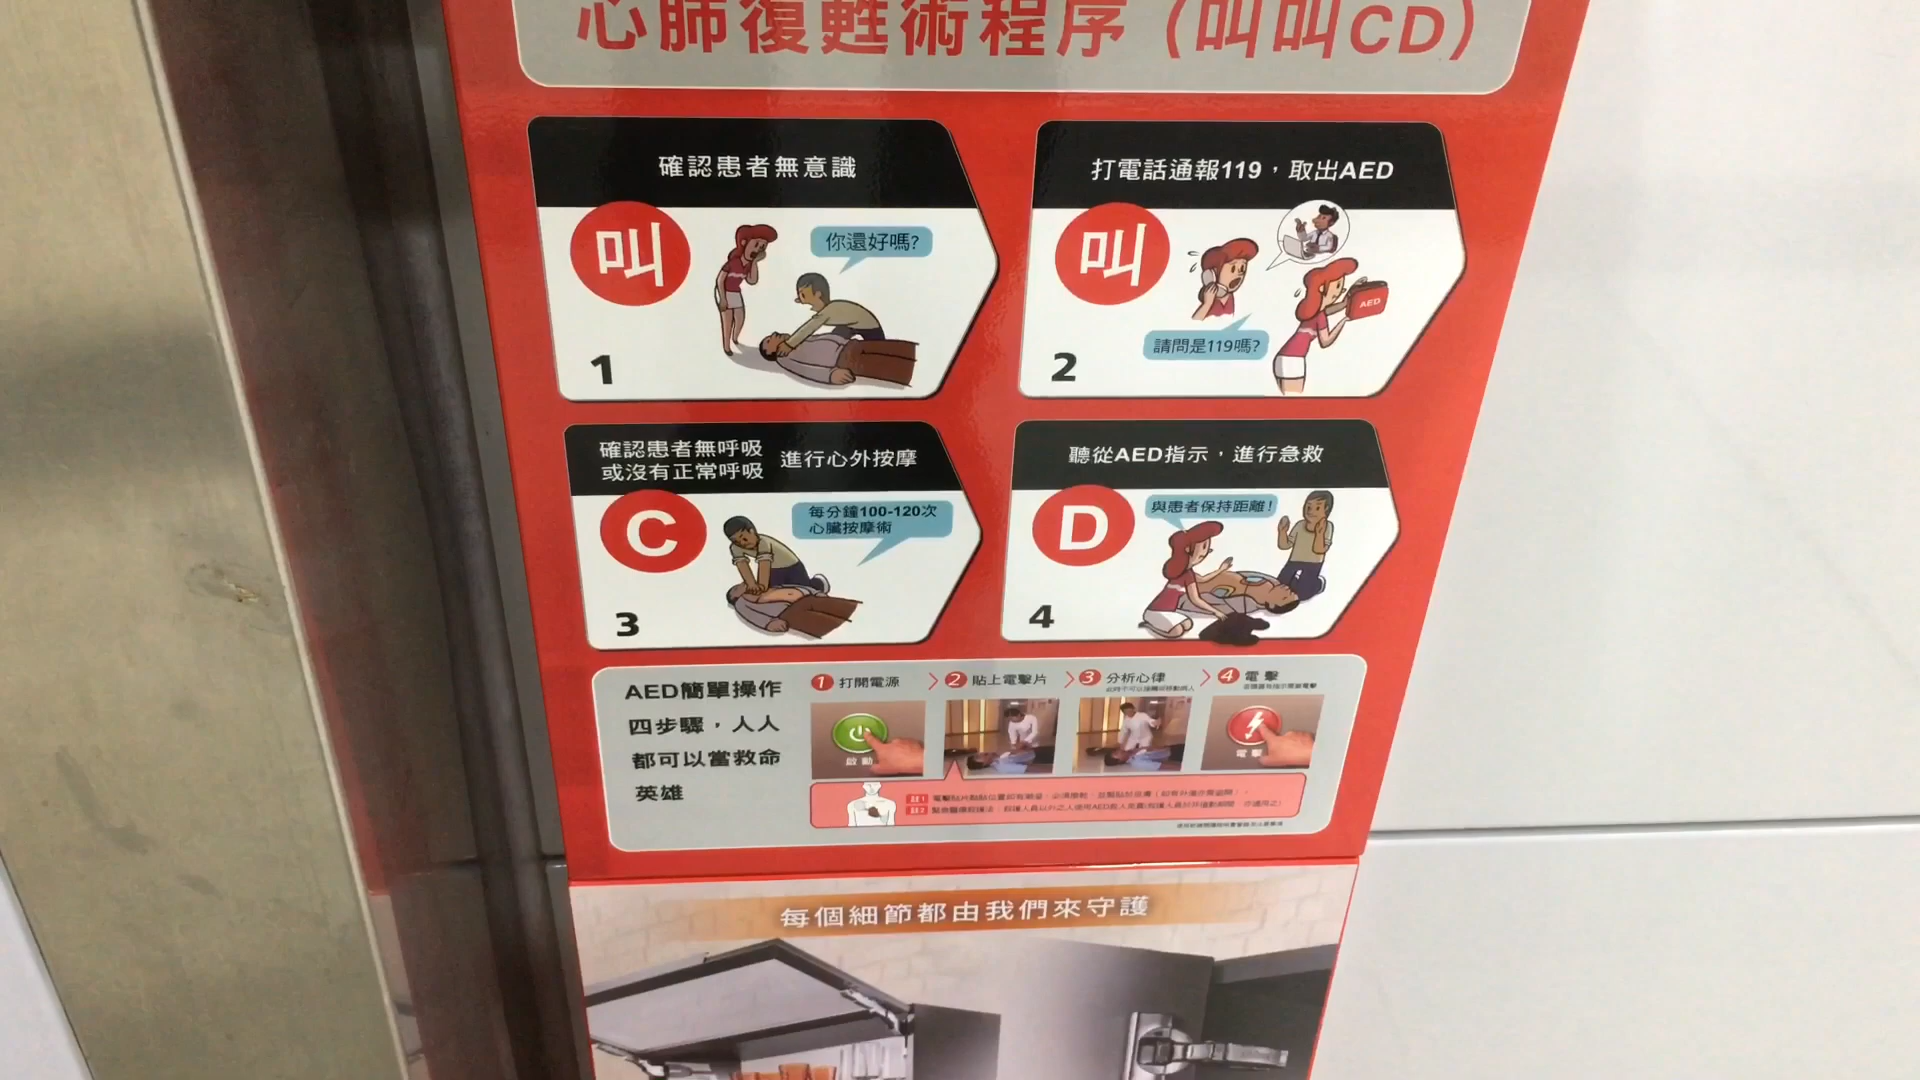 心肺復甦術程序（叫叫CD）
確認患者無意識
叫
你還好嗎?
1
打電話通報119，取出AED
叫
AED
請問是119嗎?
2
確認患者無呼吸
或沒有正常呼吸
進行心外按摩
C
每分鐘100-120次
心臟按摩術
3
聽從AED指示，進行急救
D
與患者保持距離!
4
AED簡單操作
四步驟，人人
都可以當救命
英雄
1 打開電源
2 貼上電擊片
3 分析心律
4 電擊
啟動
電擊
每個細節都由我們來守護